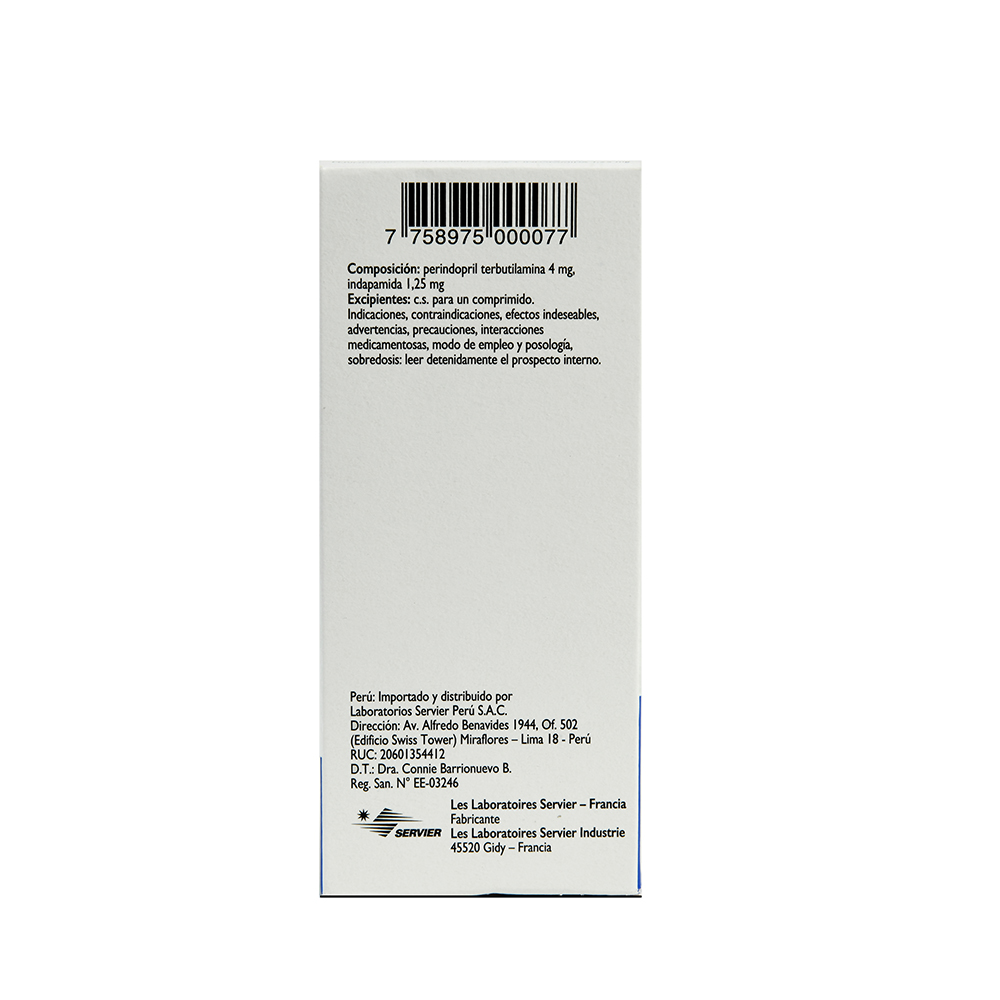 7 758975 000077
Composición: perindopril terbutilamina 4 mg,
indapamida 1,25 mg
Excipientes: c.s. para un comprimido.
Indicaciones, contraindicaciones, efectos indeseables,
advertencias, precauciones, interacciones
medicamentosas, modo de empleo y posología,
sobredosis: leer detenidamente el prospecto interno.
Perú: Importado y distribuido por
Laboratorios Servier Perú S.A.C.
Dirección: Av. Alfredo Benavides 1944, Of. 502
(Edificio Swiss Tower) Miraflores – Lima 18 - Perú
RUC: 20601354412
D.T.: Dra. Connie Barrionuevo B.
Reg. San. N° EE-03246
SERVIER
Les Laboratoires Servier – Francia
Fabricante
Les Laboratoires Servier Industrie
45520 Gidy – Francia